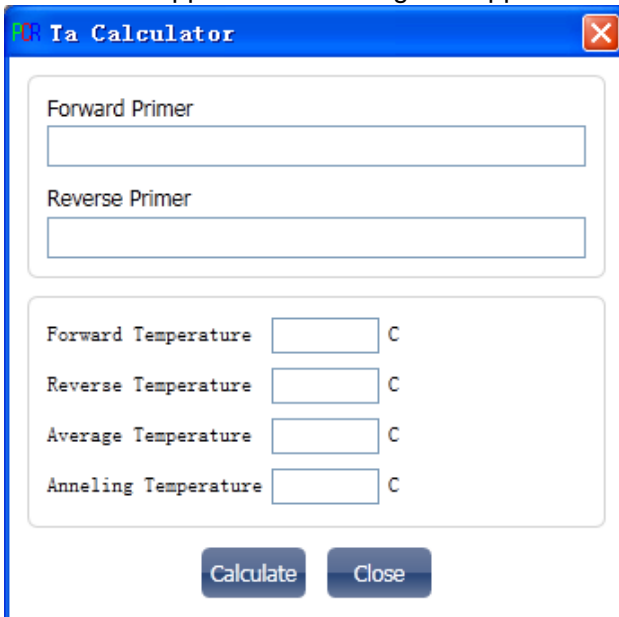 PCR Ta Calculator
Forward Primer
Reverse Primer
Forward Temperature C
Reverse Temperature C
Average Temperature C
Anneling Temperature C
Calculate Close